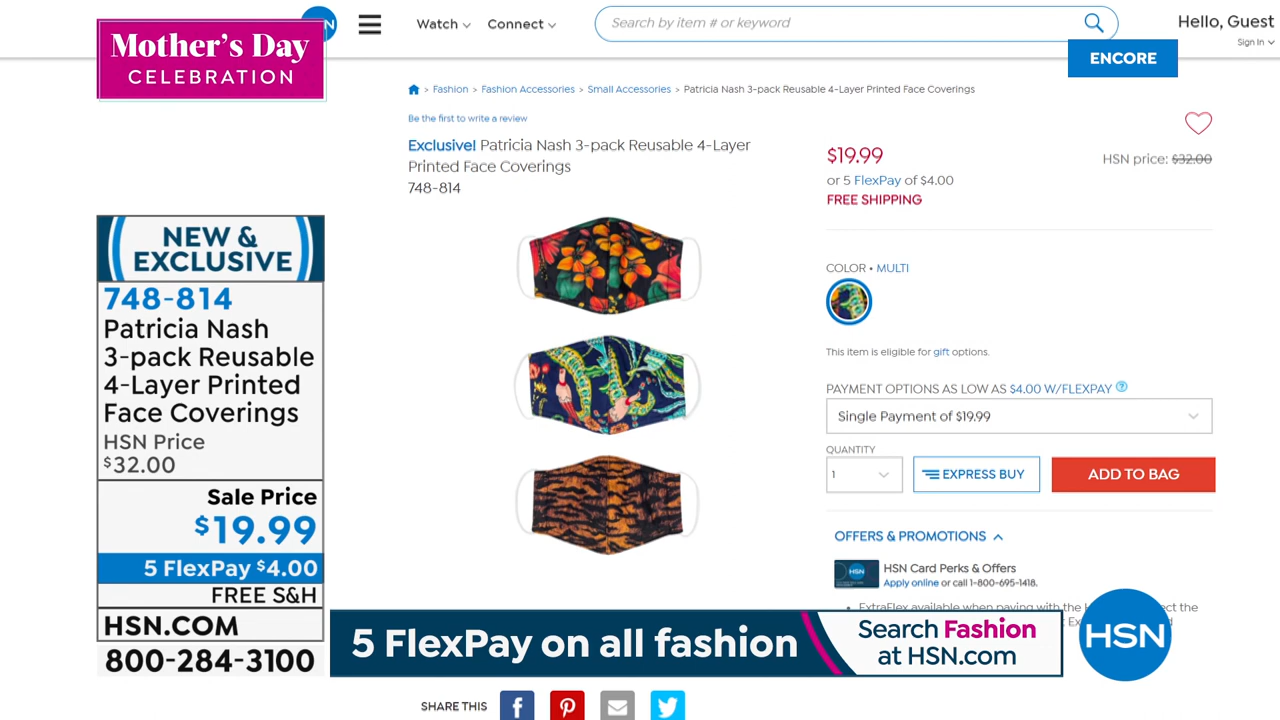 Mother's Day
CELEBRATION
Watch
Connect
Search by item # or keyword
Hello, Guest
Sign In
ENCORE
> Fashion > Fashion Accessories > Small Accessories > Patricia Nash 3-pack Reusable 4-Layer Printed Face Coverings
Be the first to write a review
Exclusive! Patricia Nash 3-pack Reusable 4-Layer
Printed Face Coverings
748-814
$19.99
HSN price: $32.00
or 5 FlexPay of $4.00
FREE SHIPPING
COLOR • MULTI
This item is eligible for gift options.
PAYMENT OPTIONS AS LOW AS $4.00 W/FLEXPAY ?
Single Payment of $19.99
QUANTITY
1
EXPRESS BUY
ADD TO BAG
OFFERS & PROMOTIONS
HSN
HSN Card Perks & Offers
Apply online or call 1-800-695-1418.
• ExtraFlex available when paying with the
NEW &
EXCLUSIVE
748-814
Patricia Nash
3-pack Reusable
4-Layer Printed
Face Coverings
HSN Price
$32.00
Sale Price
$19.99
5 FlexPay $4.00
FREE S&H
HSN.COM
800-284-3100
5 FlexPay on all fashion
Search Fashion
at HSN.com
HSN
SHARE THIS